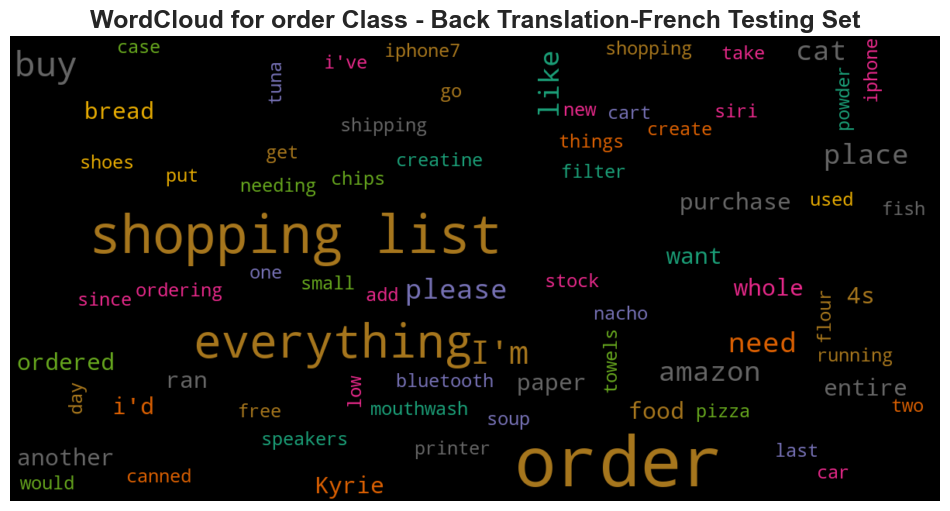 WordCloud for order Class - Back Translation-French Testing Set
case
buy
tuna
i've
iphone7
like
shopping
take
cat
iphone
powder
go
bread
shipping
new
cart
siri
things
create
shoes
put
get
needing
chips
creatine
filter
place
purchase
used
fish
shopping list
want
one
small
since
ordering
add
please
stock
whole
4s
flour
nacho
everything
I'm
towels
need
running
ordered
ran
day
i'd
low
bluetooth
paper
amazon
entire
free
mouthwash
soup
food
pizza
two
speakers
printer
order
last
another
would
canned
Kyrie
car